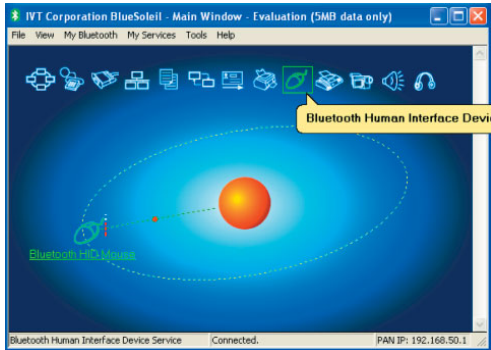 IVT Corporation BlueSoleil - Main Window - Evaluation (5MB data only)
File View My Bluetooth My Services Tools Help
Bluetooth Human Interface Devi
Bluetooth HID-Mouse
Bluetooth Human Interface Device Service Connected. PAN IP: 192.168.50.1